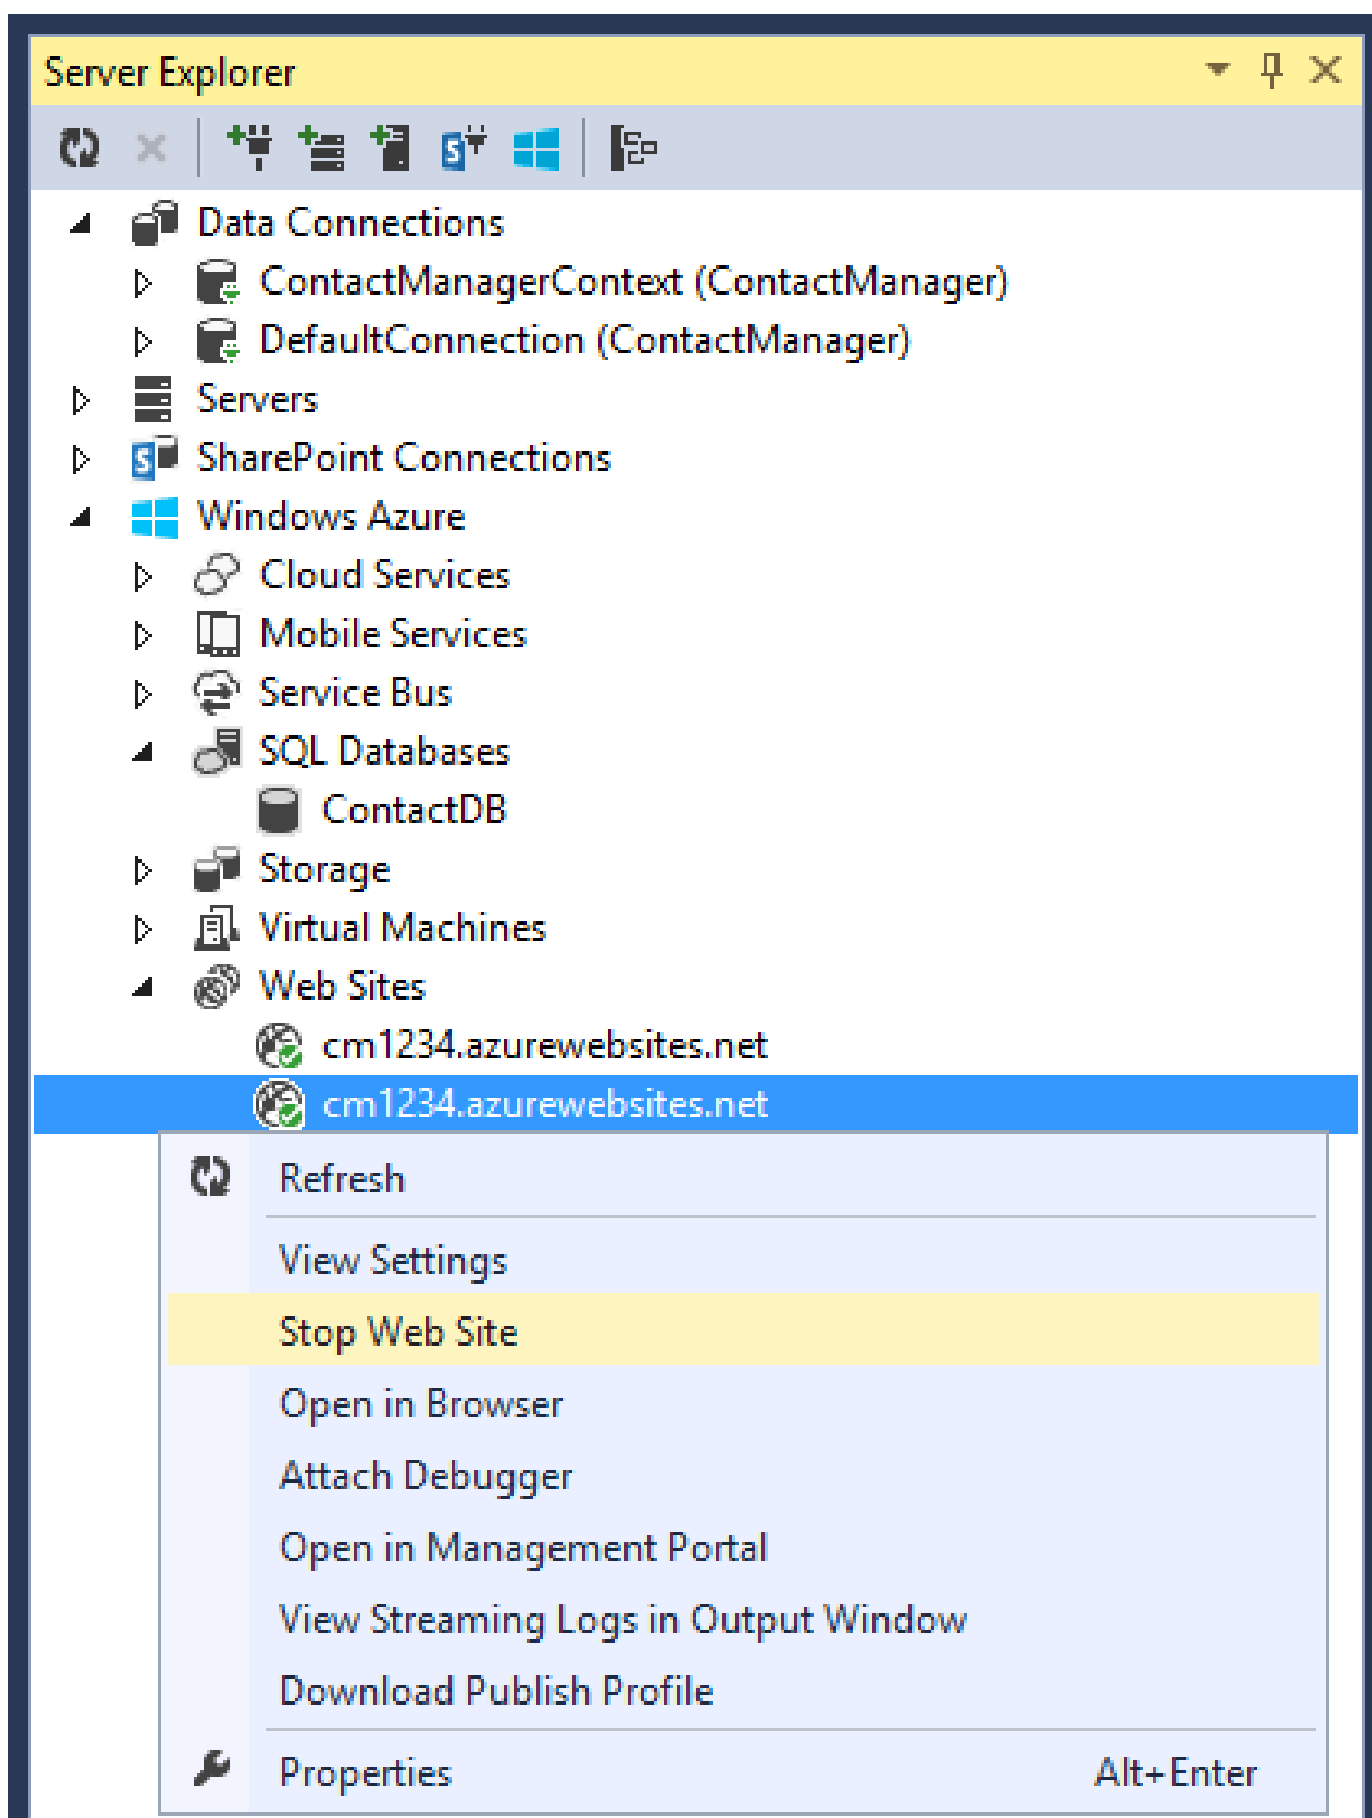 Server Explorer
Data Connections
ContactManagerContext (ContactManager)
DefaultConnection (ContactManager)
Servers
SharePoint Connections
Windows Azure
Cloud Services
Mobile Services
Service Bus
SQL Databases
ContactDB
Storage
Virtual Machines
Web Sites
cm1234.azurewebsites.net
cm1234.azurewebsites.net
Refresh
View Settings
Stop Web Site
Open in Browser
Attach Debugger
Open in Management Portal
View Streaming Logs in Output Window
Download Publish Profile
Properties Alt+Enter